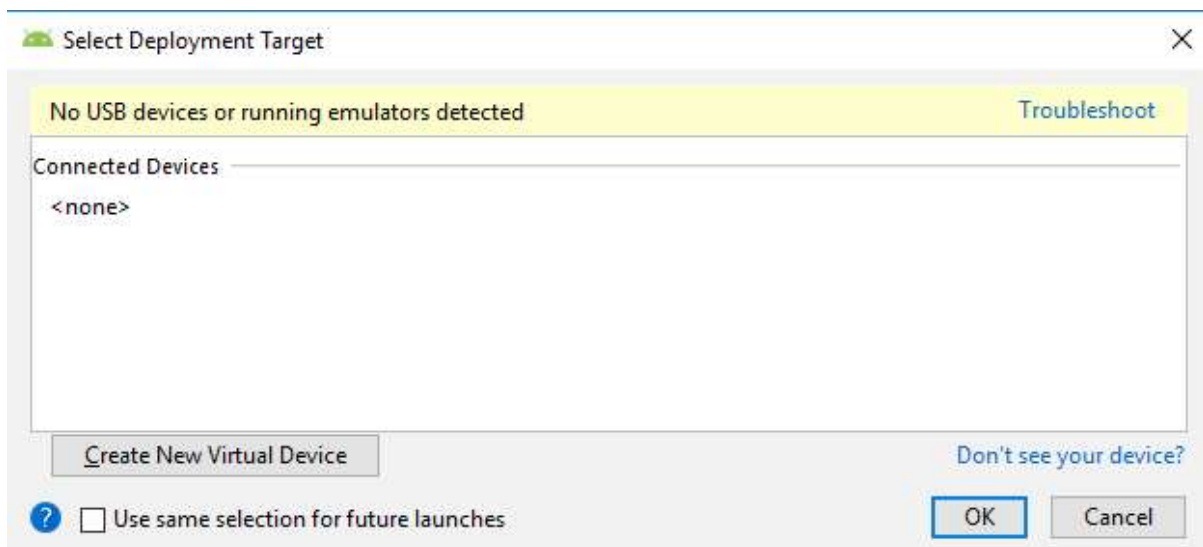 Select Deployment Target
No USB devices or running emulators detected Troubleshoot
Connected Devices
<none>
Create New Virtual Device Don't see your device?
? Use same selection for future launches OK Cancel